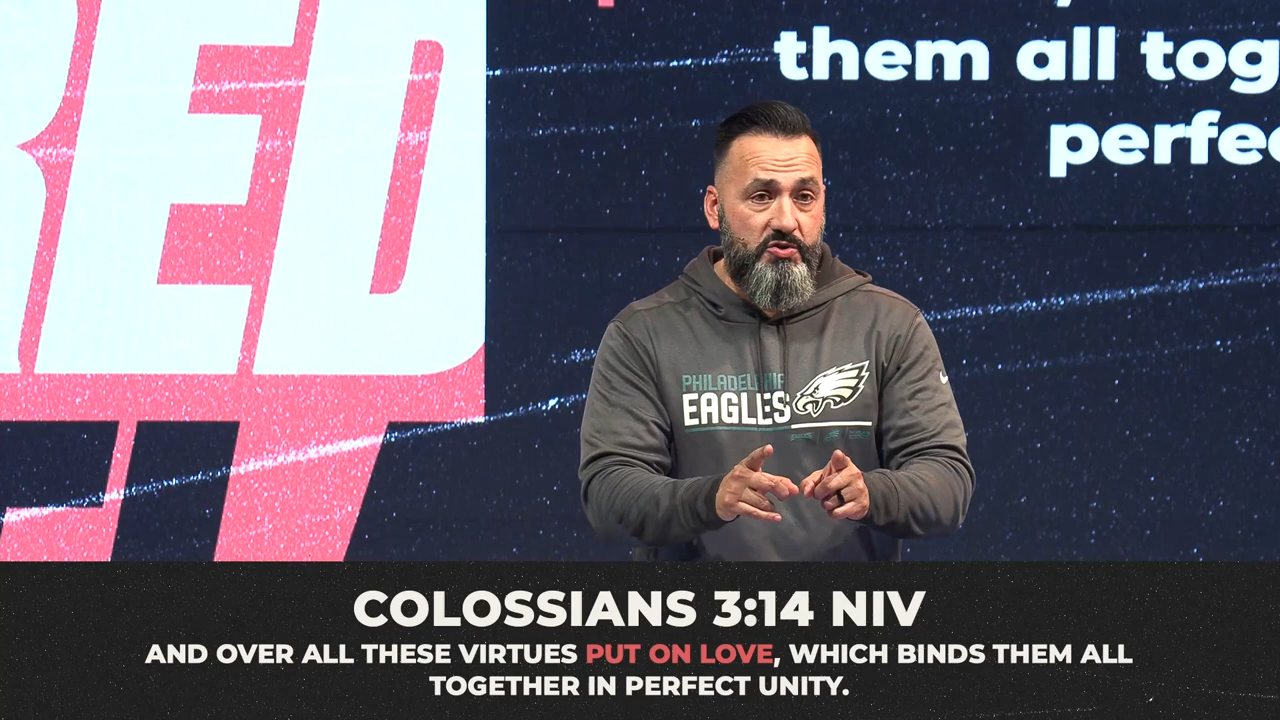 RED
them all tog
perfe
PHILADELPHIA
EAGLES
COLOSSIANS 3:14 NIV
AND OVER ALL THESE VIRTUES PUT ON LOVE, WHICH BINDS THEM ALL
TOGETHER IN PERFECT UNITY.